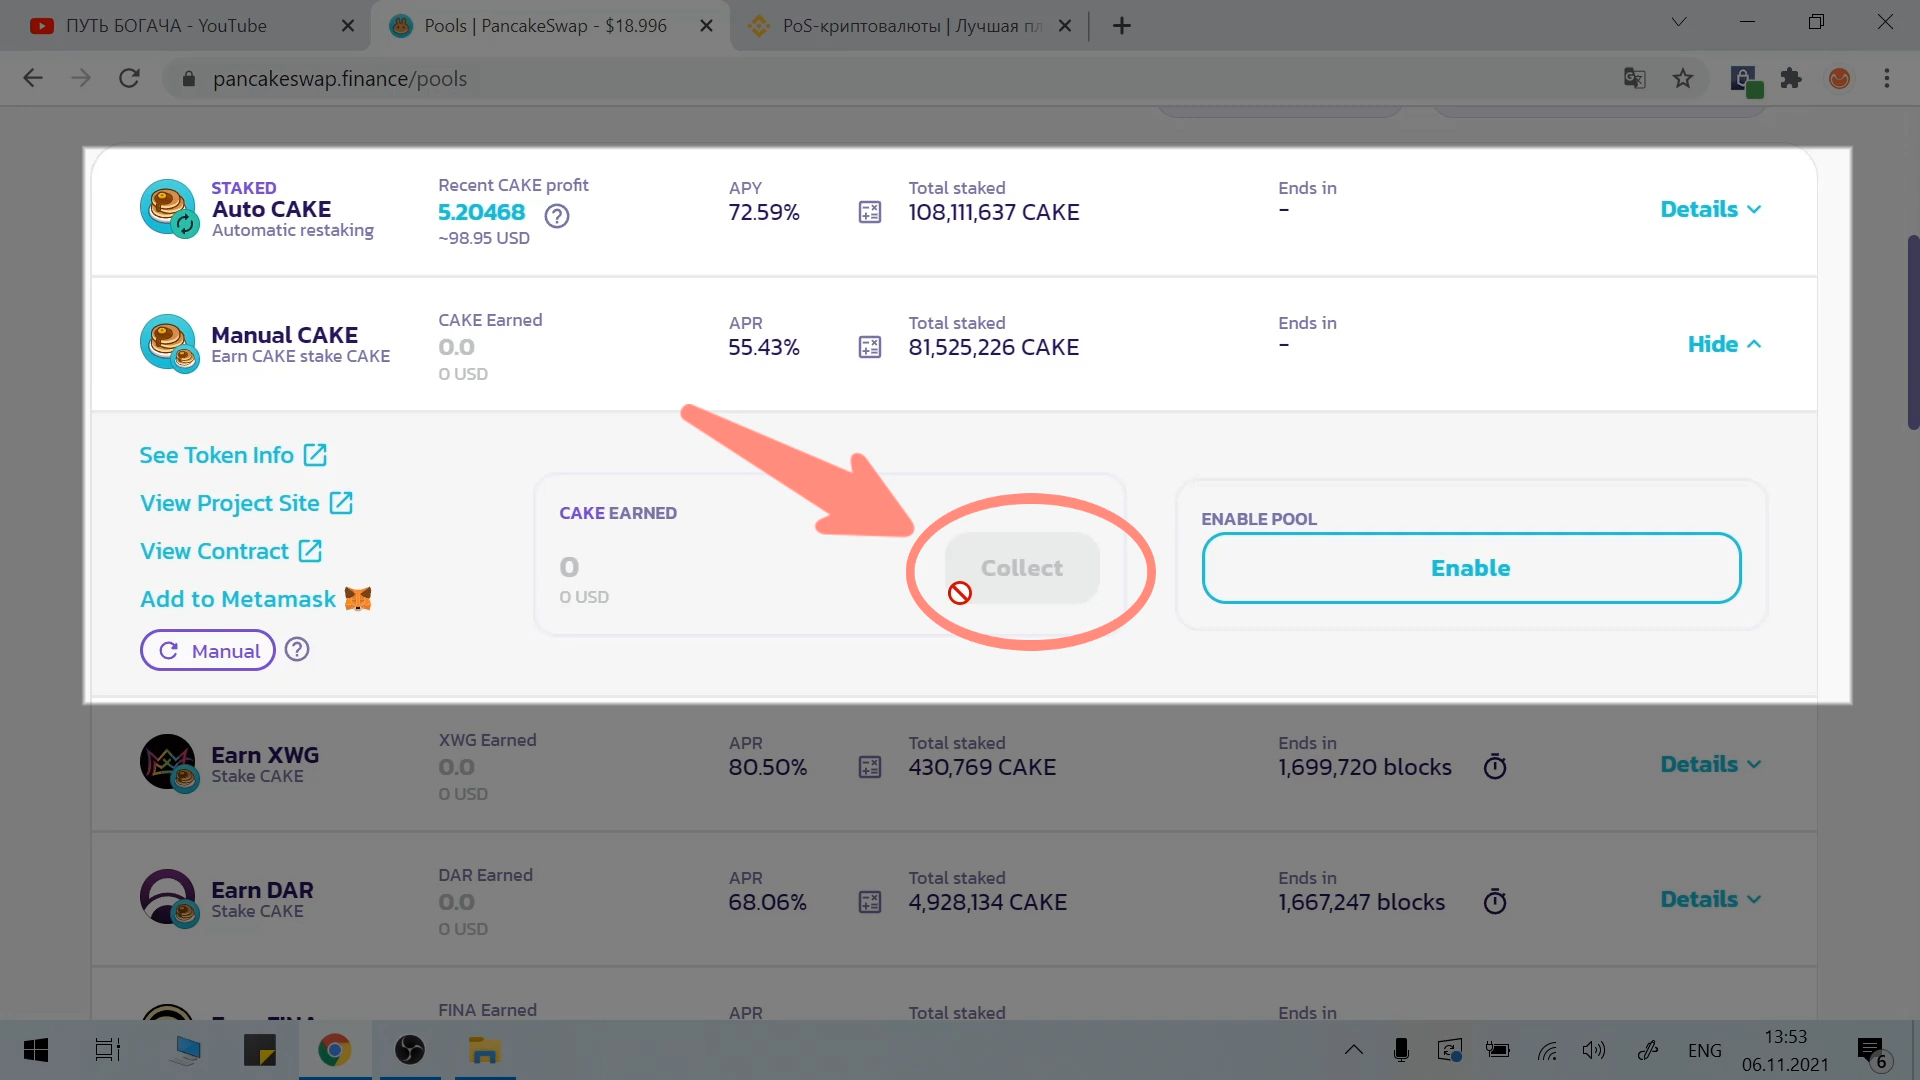 ПУТЬ БОГАЧА - YouTube
Pools | PancakeSwap - $18.996
PoS-криптовалюты | Лучшая пл
pancakeswap.finance/pools
STAKED
Auto CAKE
Automatic restaking
Recent CAKE profit
5.20468
~98.95 USD
APY
72.59%
Total staked
108,111,637 CAKE
Ends in
-
Details
Manual CAKE
Earn CAKE stake CAKE
CAKE Earned
0.0
0 USD
APR
55.43%
Total staked
81,525,226 CAKE
Ends in
-
Hide
See Token Info
View Project Site
View Contract
Add to Metamask
Manual
CAKE EARNED
0
0 USD
Collect
ENABLE POOL
Enable
Earn XWG
Stake CAKE
XWG Earned
0.0
0 USD
APR
80.50%
Total staked
430,769 CAKE
Ends in
1,699,720 blocks
Details
Earn DAR
Stake CAKE
DAR Earned
0.0
0 USD
APR
68.06%
Total staked
4,928,134 CAKE
Ends in
1,667,247 blocks
Details
FINA Earned
APR
Total staked
Ends in
ENG
13:53
06.11.2021
6